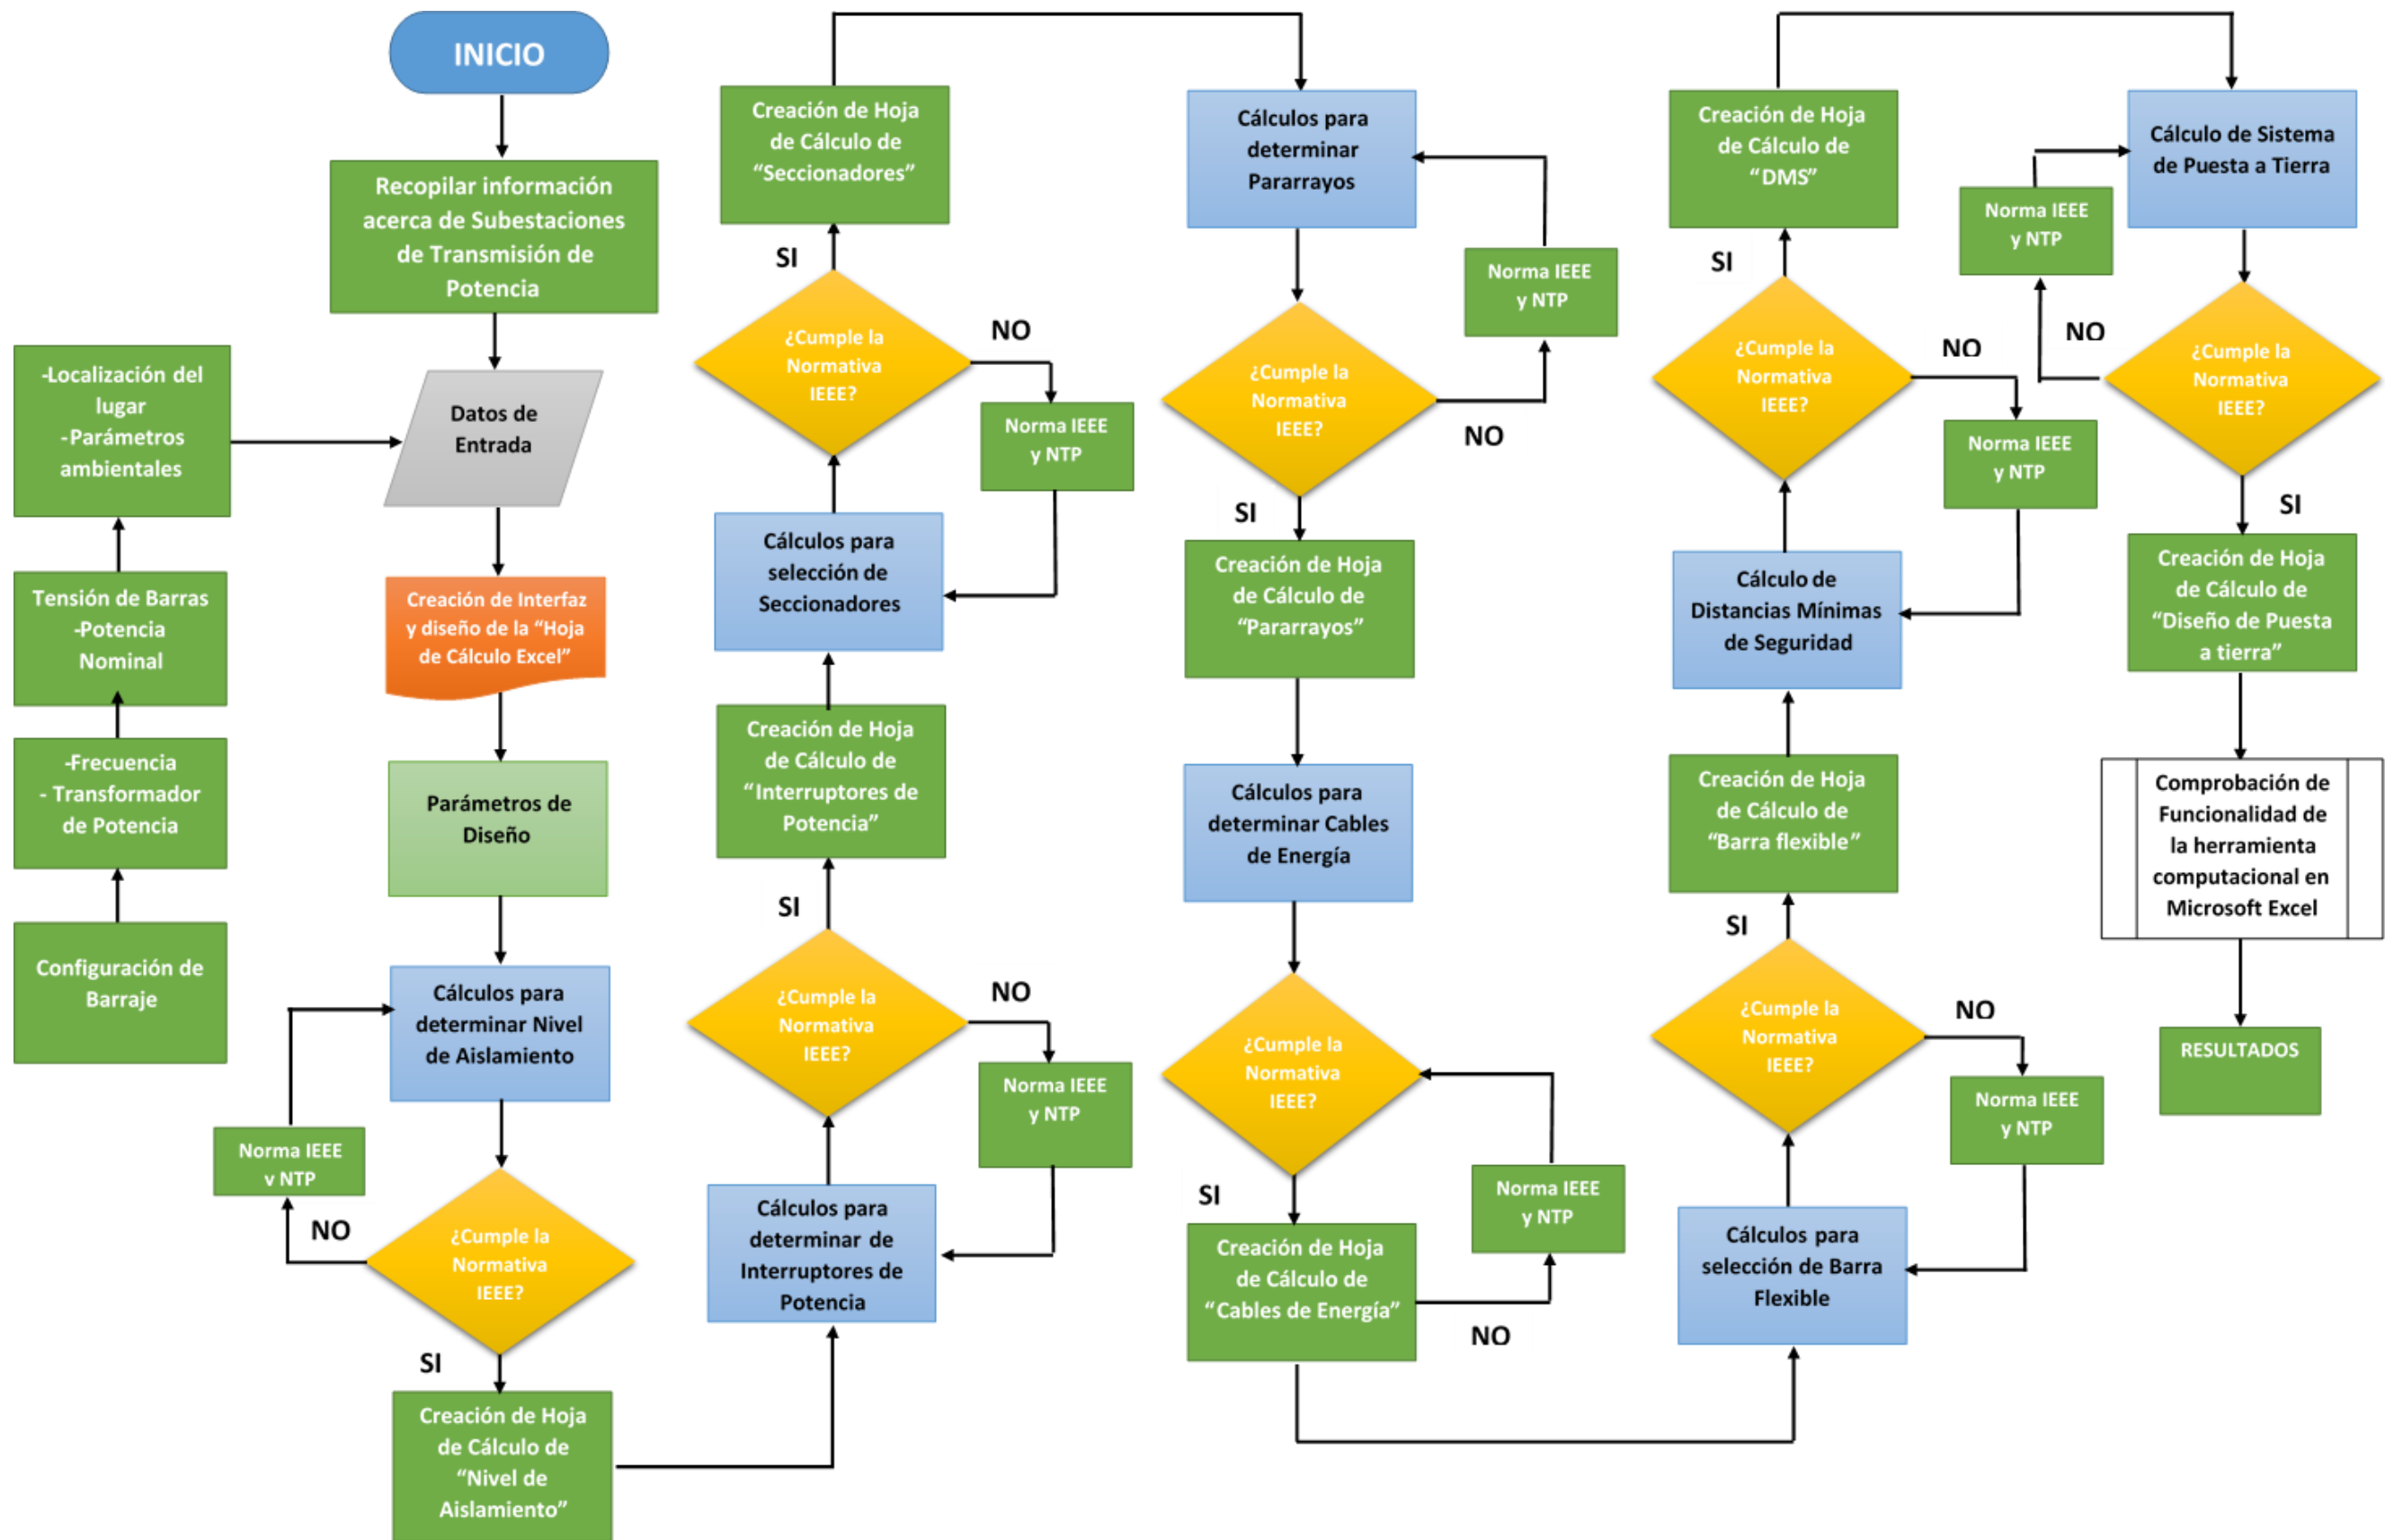 INICIO
Recopilar información
acerca de Subestaciones
de Transmisión de
Potencia
-Localización del
lugar
-Parámetros
ambientales
Datos de
Entrada
Tensión de Barras
-Potencia
Nominal
Creación de Interfaz
y diseño de la “Hoja
de Cálculo Excel”
-Frecuencia
- Transformador
de Potencia
Parámetros de
Diseño
Configuración de
Barraje
Cálculos para
determinar Nivel
de Aislamiento
Norma IEEE
v NTP
NO
¿Cumple la
Normativa
IEEE?
SI
Creación de Hoja
de Cálculo de
“Nivel de
Aislamiento”
Creación de Hoja
de Cálculo de
“Seccionadores”
SI
¿Cumple la
Normativa
IEEE?
NO
Norma IEEE
y NTP
Cálculos para
selección de
Seccionadores
Creación de Hoja
de Cálculo de
“Interruptores de
Potencia”
SI
¿Cumple la
Normativa
IEEE?
NO
Norma IEEE
y NTP
Cálculos para
determinar de
Interruptores de
Potencia
Cálculos para
determinar
Pararrayos
Norma IEEE
y NTP
¿Cumple la
Normativa
IEEE?
NO
SI
Creación de Hoja
de Cálculo de
“Pararrayos”
Cálculos para
determinar Cables
de Energía
¿Cumple la
Normativa
IEEE?
SI
Norma IEEE
y NTP
Creación de Hoja
de Cálculo de
“Cables de Energía”
NO
Creación de Hoja
de Cálculo de
“DMS”
SI
¿Cumple la
Normativa
IEEE?
NO
Norma IEEE
y NTP
Cálculo de
Distancias Mínimas
de Seguridad
Creación de Hoja
de Cálculo de
“Barra flexible”
SI
¿Cumple la
Normativa
IEEE?
NO
Norma IEEE
y NTP
Cálculos para
selección de Barra
Flexible
Cálculo de Sistema
de Puesta a Tierra
Norma IEEE
y NTP
NO
¿Cumple la
Normativa
IEEE?
SI
Creación de Hoja
de Cálculo de
“Diseño de Puesta
a tierra”
Comprobación de
Funcionalidad de
la herramienta
computacional en
Microsoft Excel
RESULTADOS